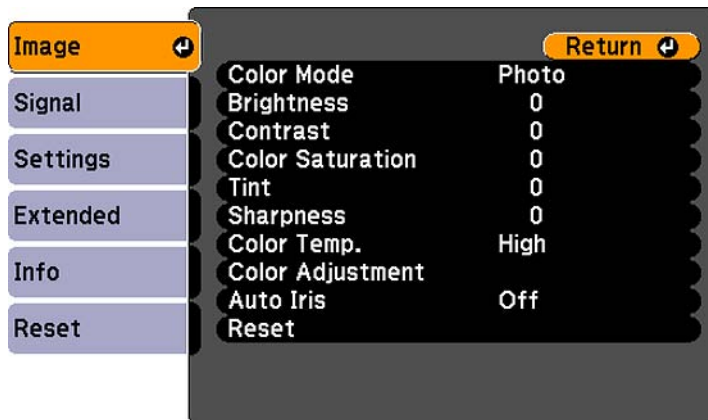 Image
Signal
Settings
Extended
Info
Reset
Return
Color Mode Photo
Brightness 0
Contrast 0
Color Saturation 0
Tint 0
Sharpness 0
Color Temp. High
Color Adjustment
Auto Iris Off
Reset